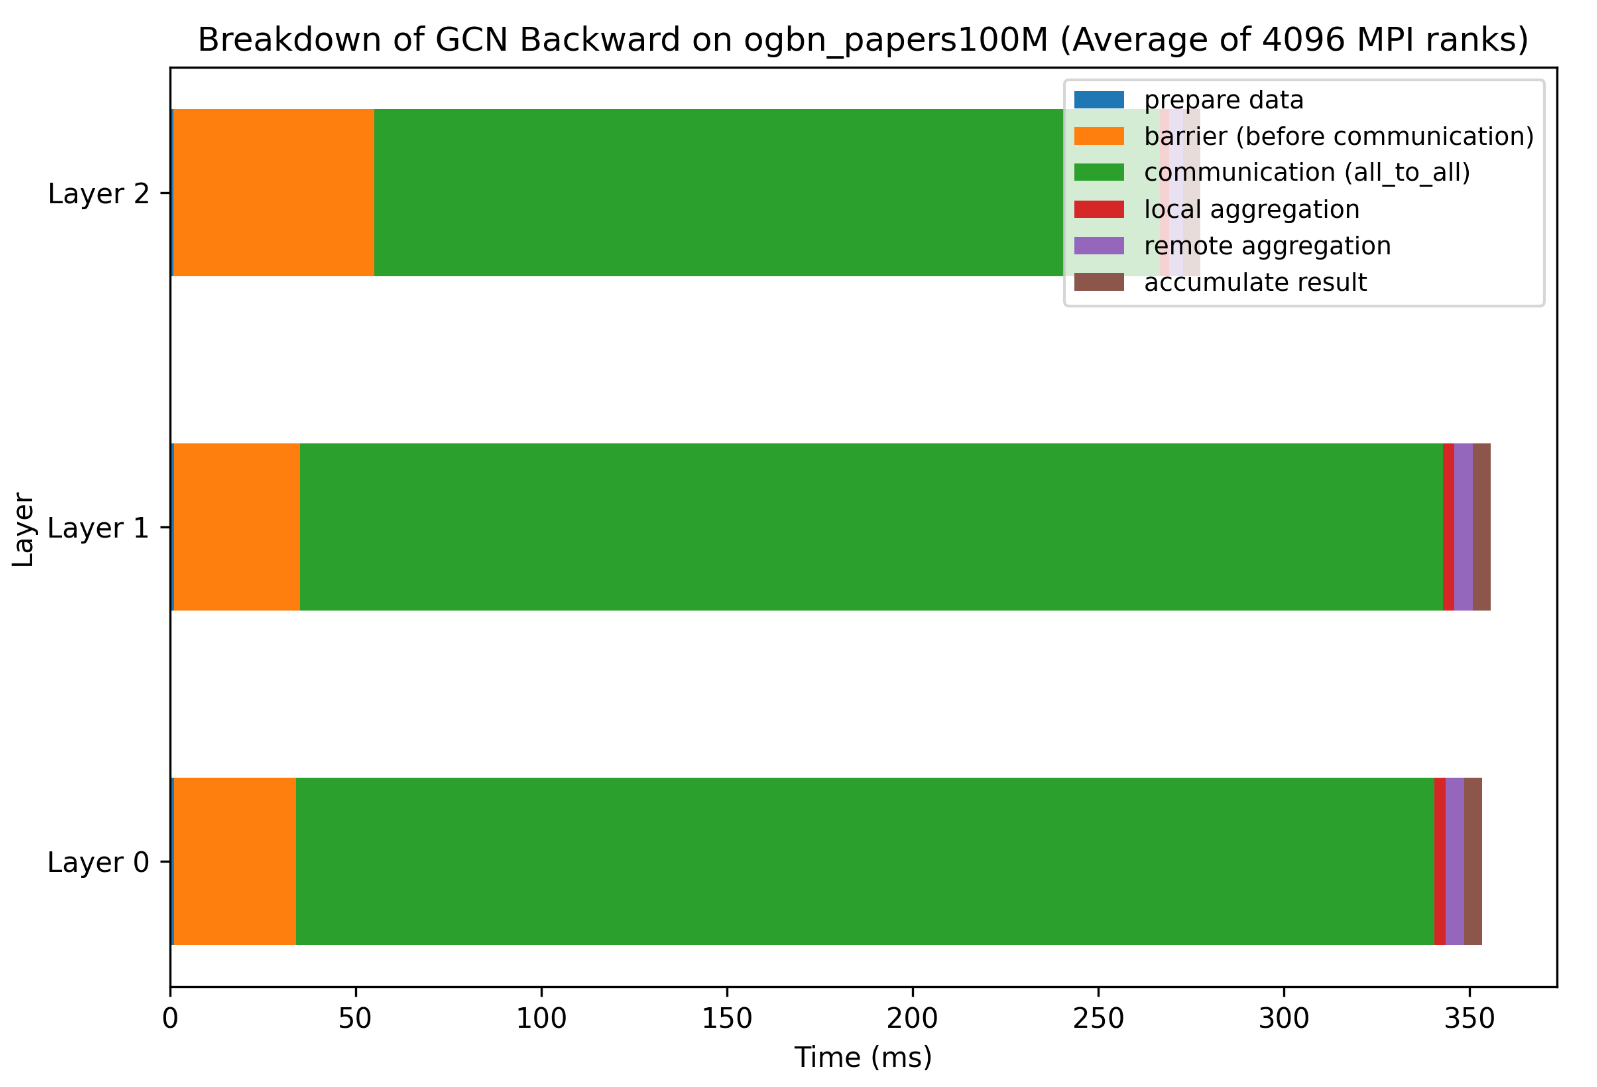 Breakdown of GCN Backward on ogbn_papers100M (Average of 4096 MPI ranks)
prepare data
barrier (before communication)
communication (all_to_all)
local aggregation
remote aggregation
accumulate result
Layer 2
Layer 1
Layer 0
Layer
0 50 100 150 200 250 300 350
Time (ms)